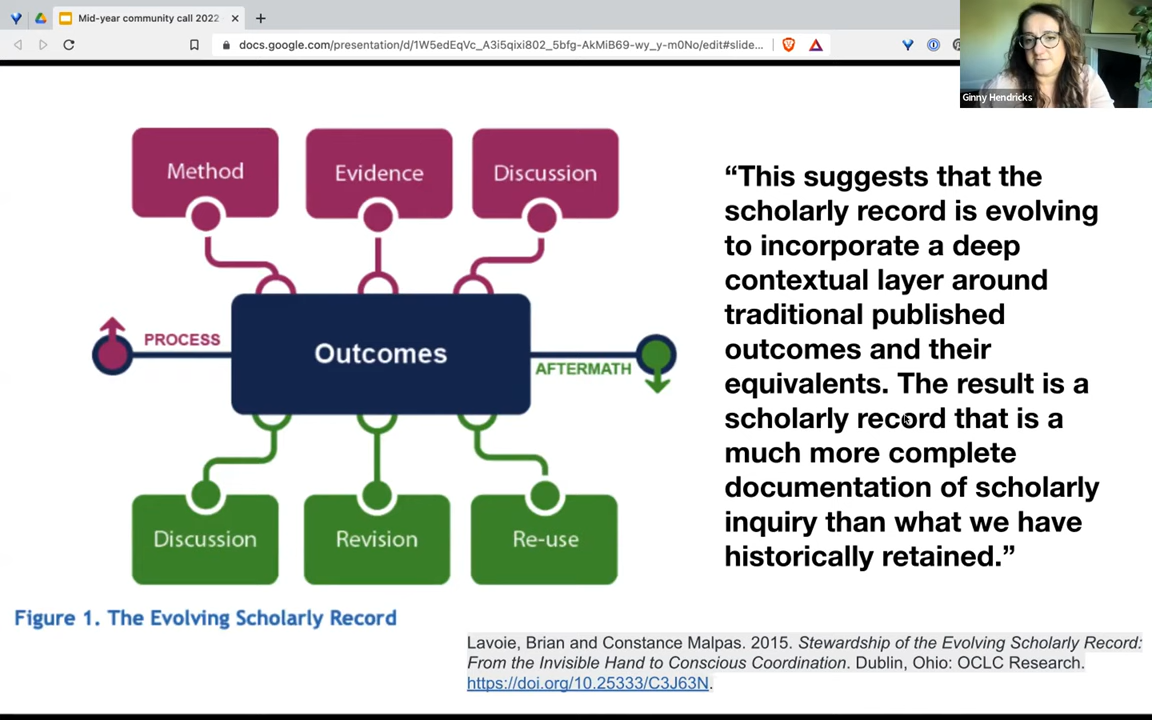 Mid-year community call 2022
docs.google.com/presentation/d/1W5edEqVc_A3i5qixi802_5bfg-AkMiB69-wy_y-m0No/edit#slide...
Ginny Hendricks
Method
Evidence
Discussion
PROCESS
Outcomes
AFTERMATH
Discussion
Revision
Re-use
Figure 1. The Evolving Scholarly Record
“This suggests that the
scholarly record is evolving
to incorporate a deep
contextual layer around
traditional published
outcomes and their
equivalents. The result is a
scholarly record that is a
much more complete
documentation of scholarly
inquiry than what we have
historically retained.”
Lavoie, Brian and Constance Malpas. 2015. Stewardship of the Evolving Scholarly Record:
From the Invisible Hand to Conscious Coordination. Dublin, Ohio: OCLC Research.
https://doi.org/10.25333/C3J63N.